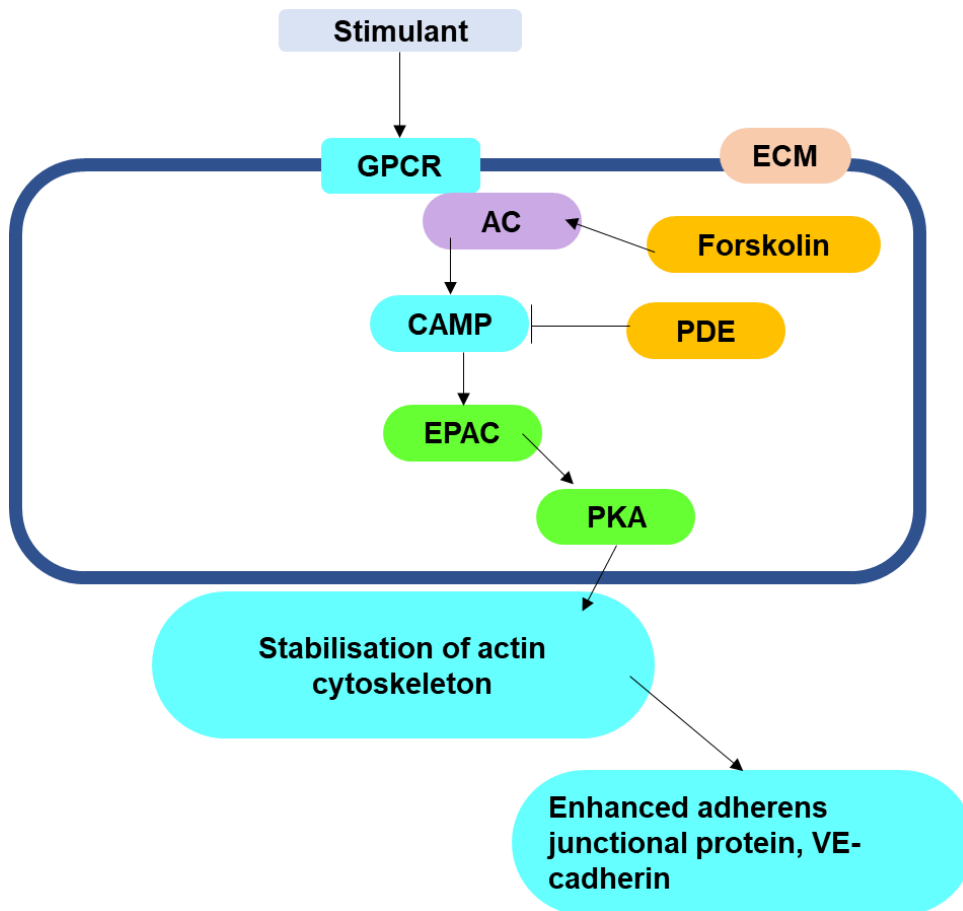 Stimulant
GPCR
ECM
AC
Forskolin
CAMP
PDE
EPAC
PKA
Stabilisation of actin
cytoskeleton
Enhanced adherens
junctional protein, VE-
cadherin